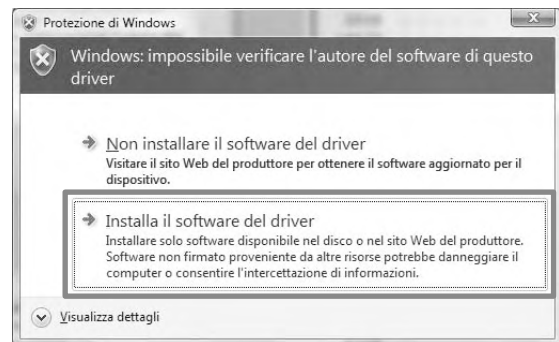 Protezione di Windows
Windows: impossibile verificare l'autore del software di questo
driver
Non installare il software del driver
Visitare il sito Web del produttore per ottenere il software aggiornato per il
dispositivo.
Installa il software del driver
Installare solo software disponibile nel disco o nel sito Web del produttore.
Software non firmato proveniente da altre risorse potrebbe danneggiare il
computer o consentire l'intercettazione di informazioni.
Visualizza dettagli